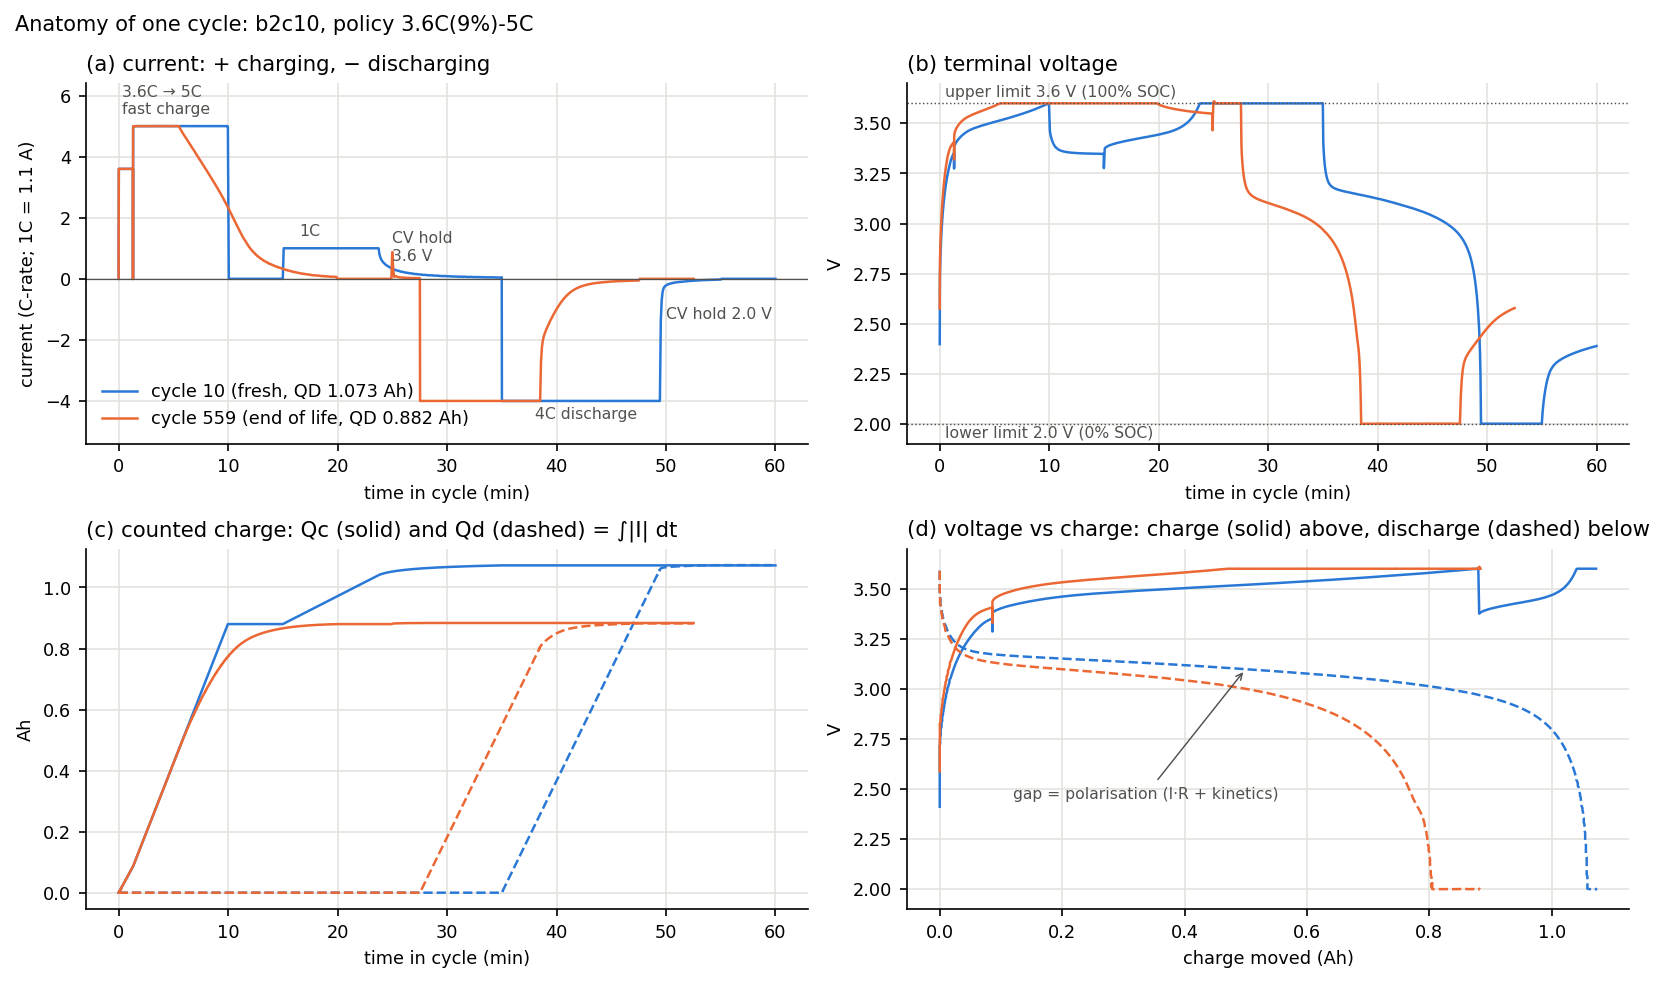 Anatomy of one cycle: b2c10, policy 3.6C(9%)-5C
(a) current: + charging, − discharging
3.6C → 5C
fast charge
1C
CV hold
3.6 V
CV hold 2.0 V
4C discharge
cycle 10 (fresh, QD 1.073 Ah)
cycle 559 (end of life, QD 0.882 Ah)
current (C-rate; 1C = 1.1 A)
6
4
2
0
−2
−4
0 10 20 30 40 50 60
time in cycle (min)
(b) terminal voltage
upper limit 3.6 V (100% SOC)
lower limit 2.0 V (0% SOC)
V
3.50
3.25
3.00
2.75
2.50
2.25
2.00
0 10 20 30 40 50 60
time in cycle (min)
(c) counted charge: Qc (solid) and Qd (dashed) = ∫|I| dt
Ah
1.0
0.8
0.6
0.4
0.2
0.0
0 10 20 30 40 50 60
time in cycle (min)
(d) voltage vs charge: charge (solid) above, discharge (dashed) below
gap = polarisation (I·R + kinetics)
V
3.50
3.25
3.00
2.75
2.50
2.25
2.00
0.0 0.2 0.4 0.6 0.8 1.0
charge moved (Ah)